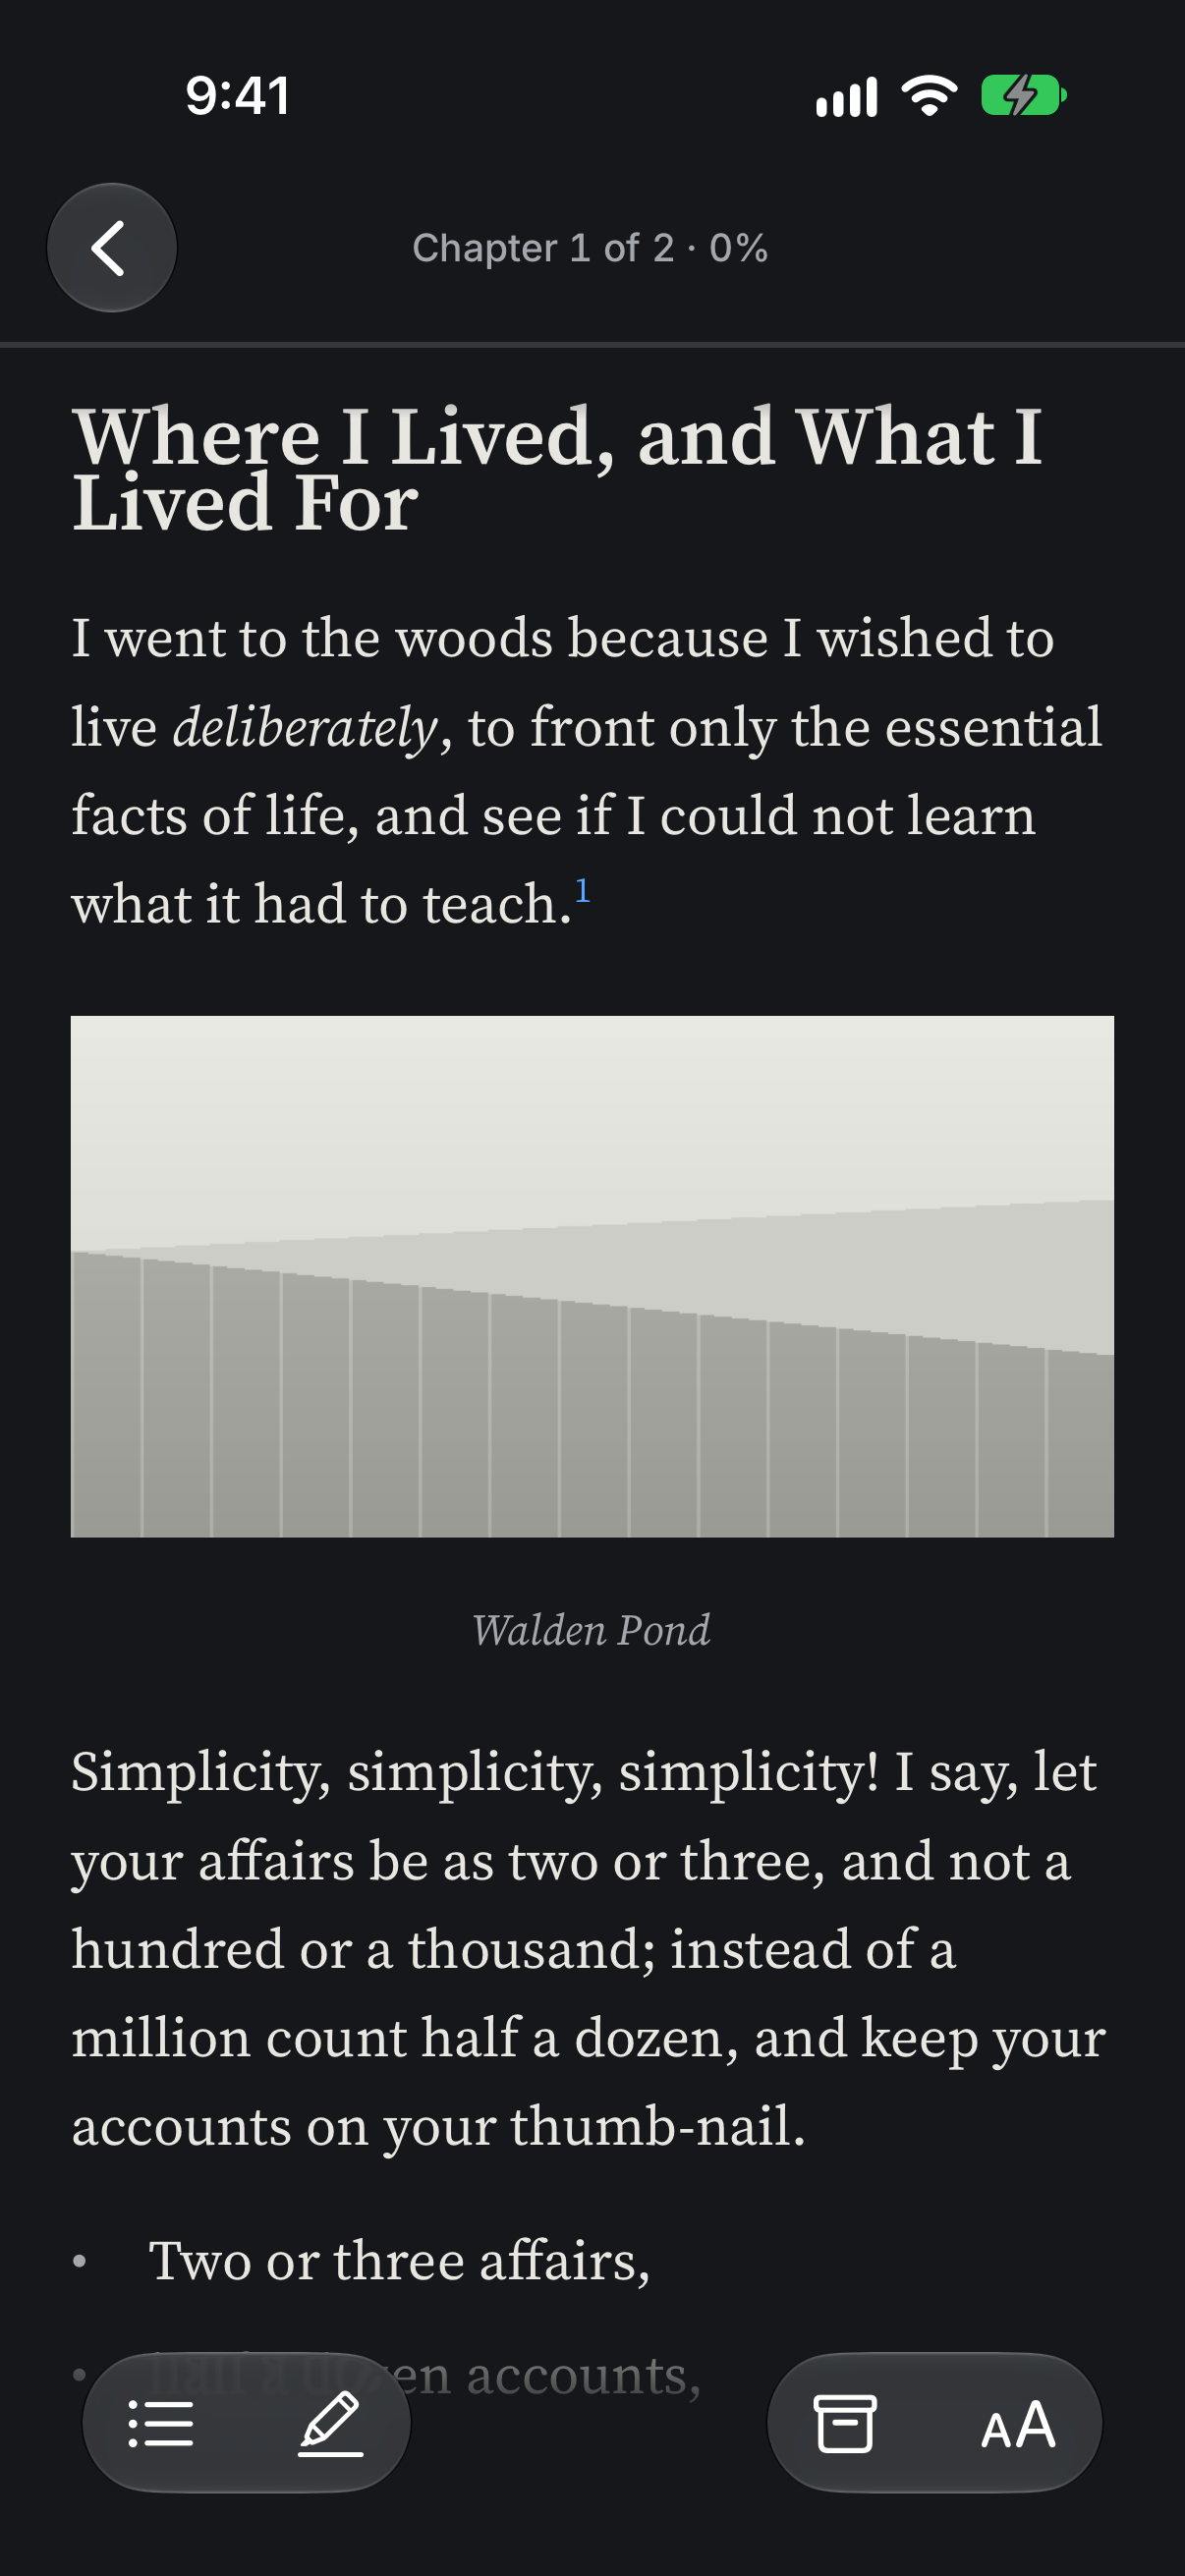 9:41
Chapter 1 of 2 · 0%
Where I Lived, and What I
Lived For
I went to the woods because I wished to
live deliberately, to front only the essential
facts of life, and see if I could not learn
what it had to teach.1
Walden Pond
Simplicity, simplicity, simplicity! I say, let
your affairs be as two or three, and not a
hundred or a thousand; instead of a
million count half a dozen, and keep your
accounts on your thumb-nail.
• Two or three affairs,
• accounts,
AA